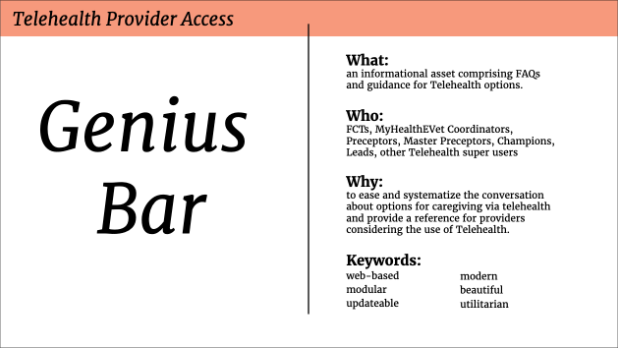 Telehealth Provider Access
Genius
Bar
What:
an informational asset comprising FAQs
and guidance for Telehealth options.
Who:
FCTs, MyHealthEVet Coordinators,
Preceptors, Master Preceptors, Champions,
Leads, other Telehealth super users
Why:
to ease and systematize the conversation
about options for caregiving via telehealth
and provide a reference for providers
considering the use of Telehealth.
Keywords:
web-based modern
modular beautiful
updateable utilitarian